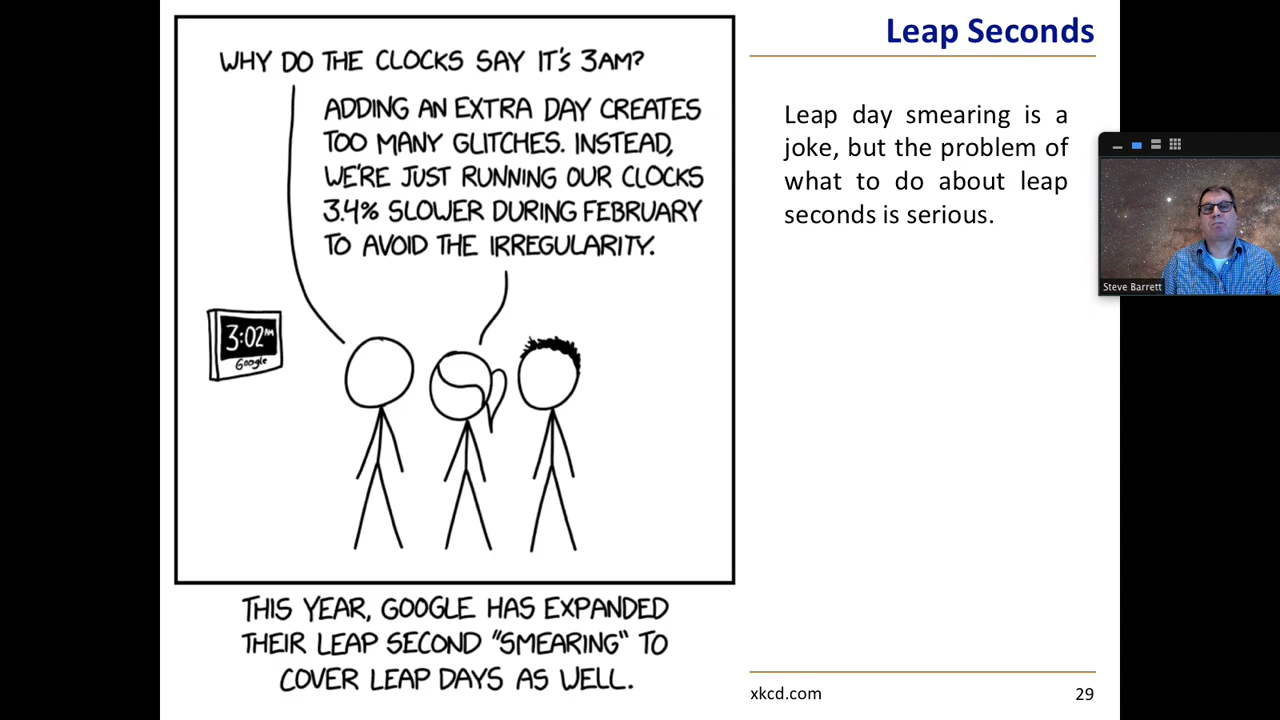 WHY DO THE CLOCKS SAY IT'S 3AM?
ADDING AN EXTRA DAY CREATES
TOO MANY GLITCHES. INSTEAD,
WE'RE JUST RUNNING OUR CLOCKS
3.4% SLOWER DURING FEBRUARY
TO AVOID THE IRREGULARITY.
3:02AM
Google
THIS YEAR, GOOGLE HAS EXPANDED
THEIR LEAP SECOND "SMEARING" TO
COVER LEAP DAYS AS WELL.
Leap Seconds
Leap day smearing is a
joke, but the problem of
what to do about leap
seconds is serious.
Steve Barrett
xkcd.com
29